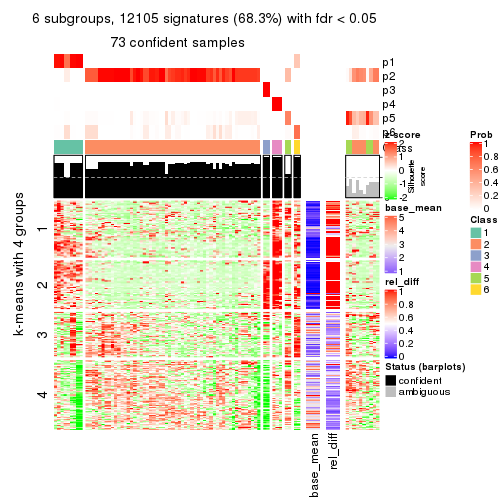 6 subgroups, 12105 signatures (68.3%) with fdr < 0.05
73 confident samples
p1
p2
p3
p4
p5
p6
Class
z-score
2
1
0
-1
-2
Silhouette
score
Prob
1
0.8
0.6
0.4
0.2
0
base_mean
5
4
3
2
1
Class
1
2
3
4
5
6
rel_diff
1
0.8
0.6
0.4
0.2
0
Status (barplots)
confident
ambiguous
k-means with 4 groups
1
2
3
4
base_mean
rel_diff